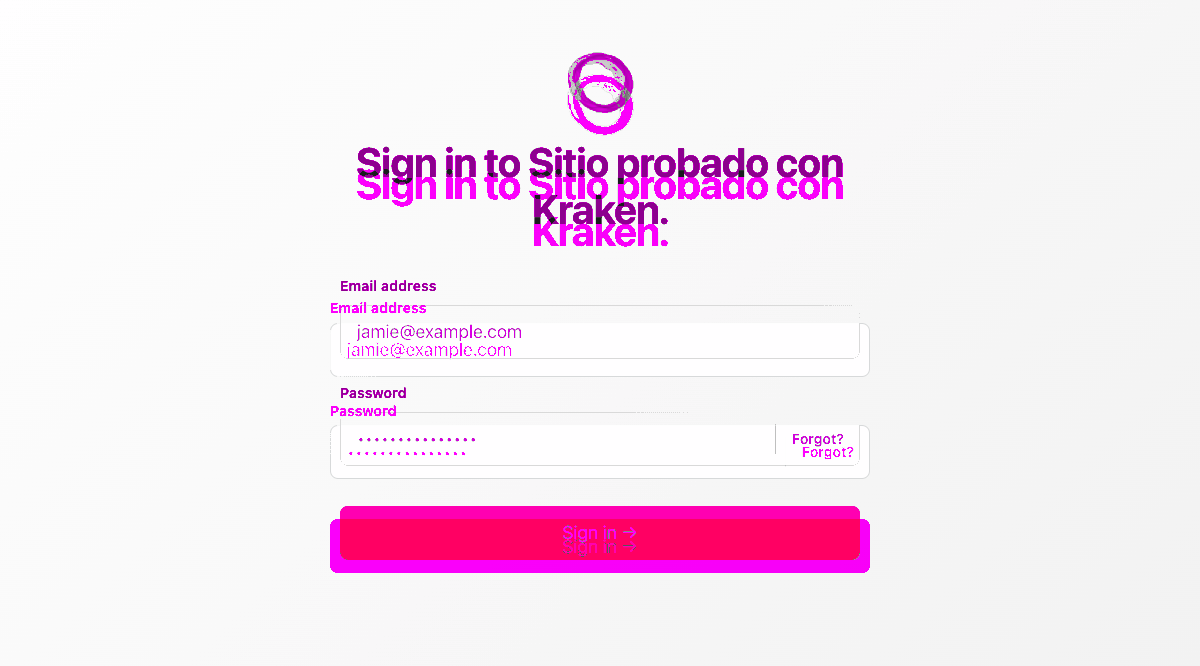 Sign in to Sitio probado con
Sign in to Sitio probado con
Kraken.
Kraken.
Email address
Email address
jamie@example.com
jamie@example.com
Password
Password
•••••••••••••••
Forgot?
•••••••••••••••
Forgot?
Sign in →
Sign in →